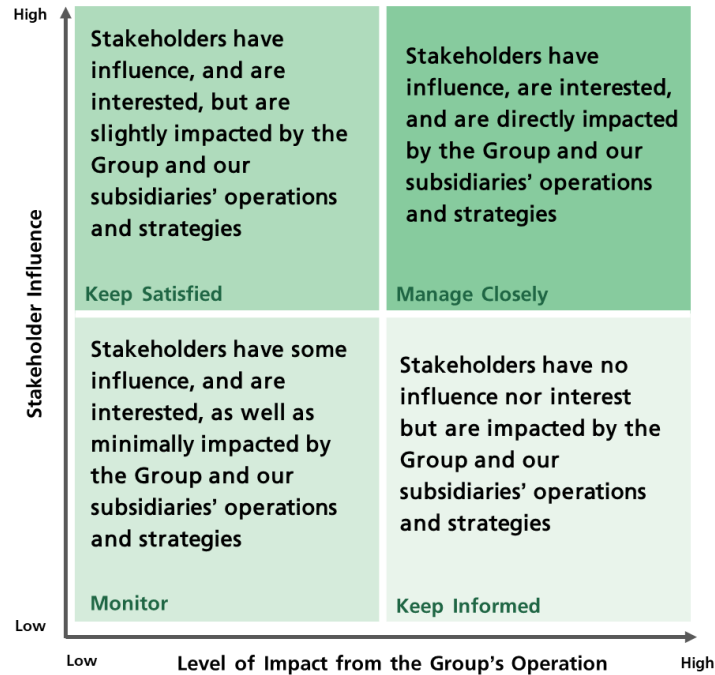 High
Stakeholders have
influence, and are
interested, but are
slightly impacted by the
Group and our
subsidiaries’ operations
and strategies
Keep Satisfied
Stakeholders have
influence, are interested,
and are directly impacted
by the Group and our
subsidiaries’ operations
and strategies
Manage Closely
Stakeholder Influence
Stakeholders have some
influence, and are
interested, as well as
minimally impacted by
the Group and our
subsidiaries’ operations
and strategies
Monitor
Stakeholders have no
influence nor interest
but are impacted by the
Group and our
subsidiaries’ operations
and strategies
Keep Informed
Low
Low
Level of Impact from the Group’s Operation
High